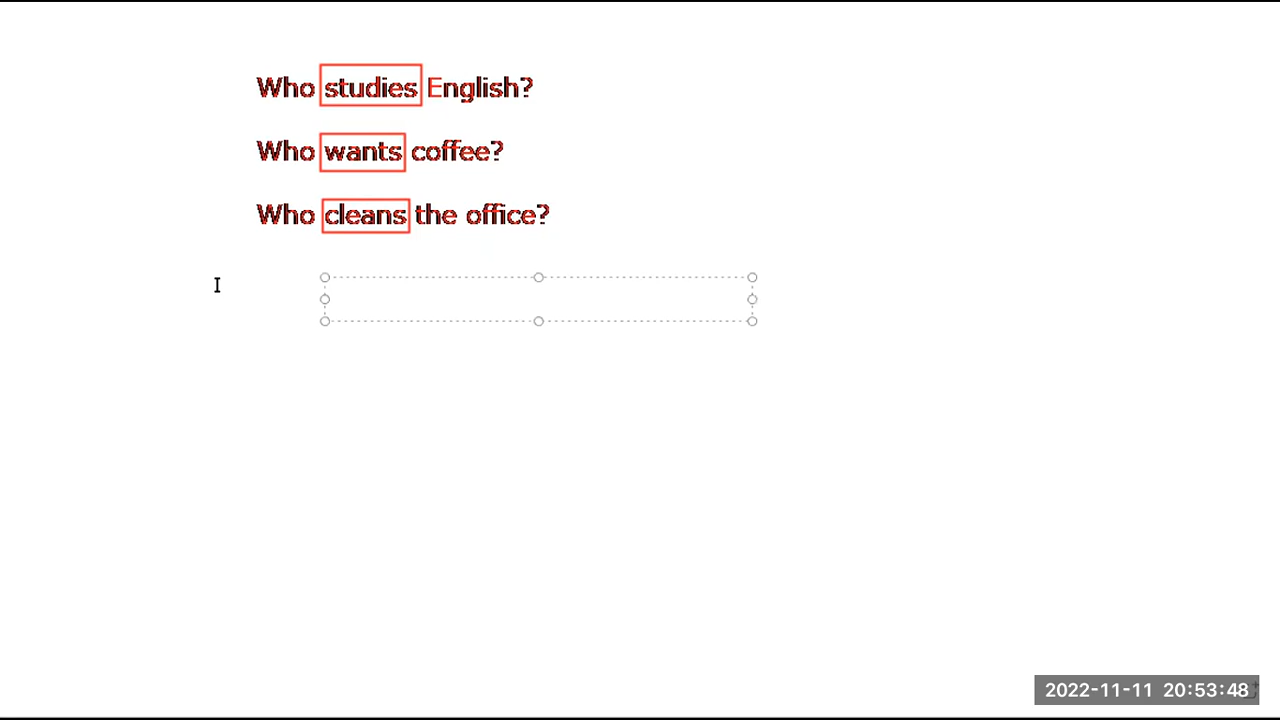 Who studies English?
Who wants coffee?
Who cleans the office?
2022-11-11 20:53:48